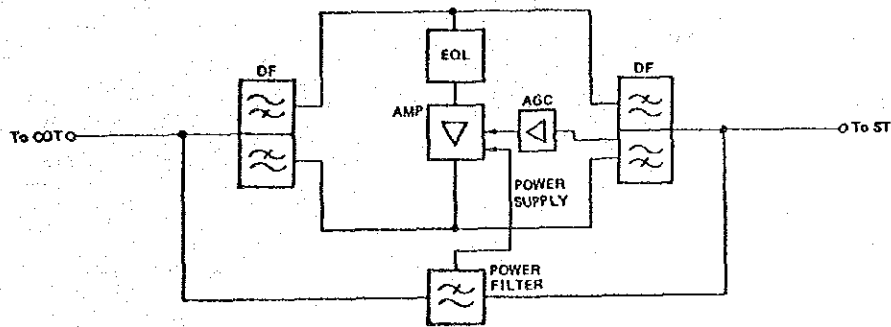 EQL
DF
DF
AMP
AGC
To COT
To ST
POWER
SUPPLY
POWER
FILTER